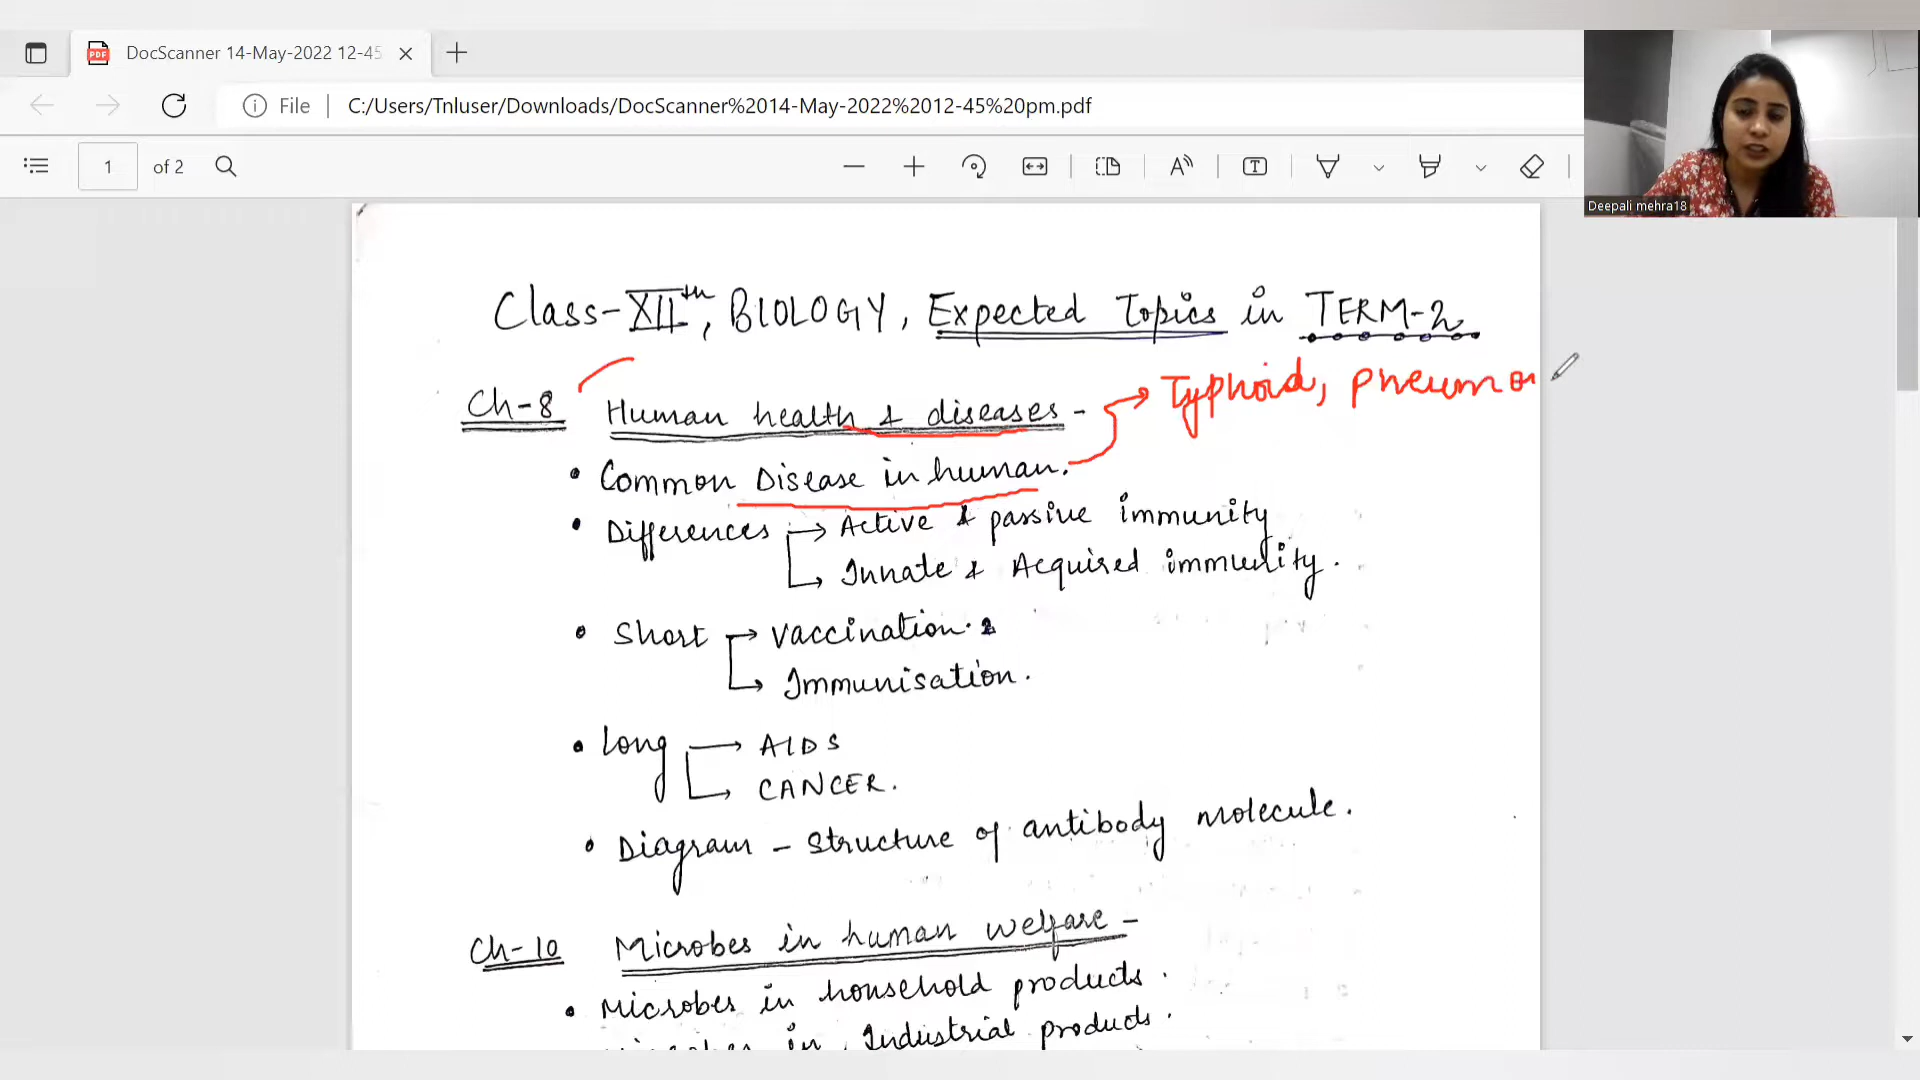 DocScanner 14-May-2022 12-45
File C:/Users/Tnluser/Downloads/DocScanner%2014-May-2022%2012-45%20pm.pdf
1 of 2
Deepali mehra18
Class-XIIth, BIOLOGY, Expected Topics in TERM-2
Typhoid, pneumon
Ch-8 Human health & diseases -
• Common Disease in human.
• Differences → Active & passive immunity
→ Innate & Acquired immunity.
• Short → Vaccination.
→ Immunisation.
• Long → AIDS
→ CANCER.
• Diagram - Structure of antibody molecule.
Ch-10 Microbes in human welfare -
• Microbes in household products.
in Industrial products.